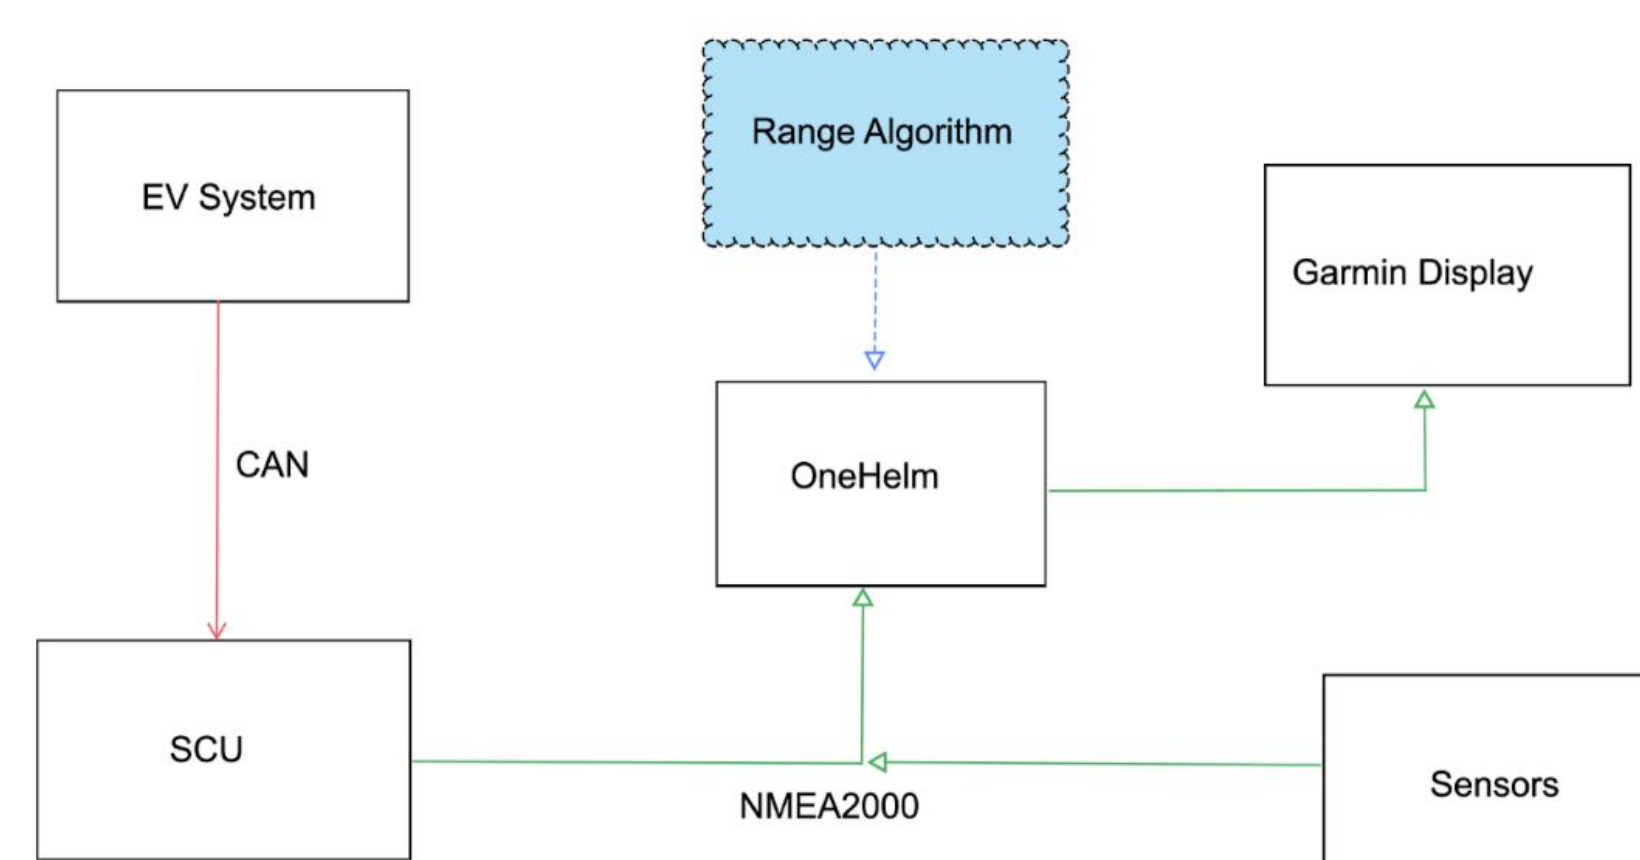 Range Algorithm
EV System
Garmin Display
CAN
OneHelm
SCU
Sensors
NMEA2000